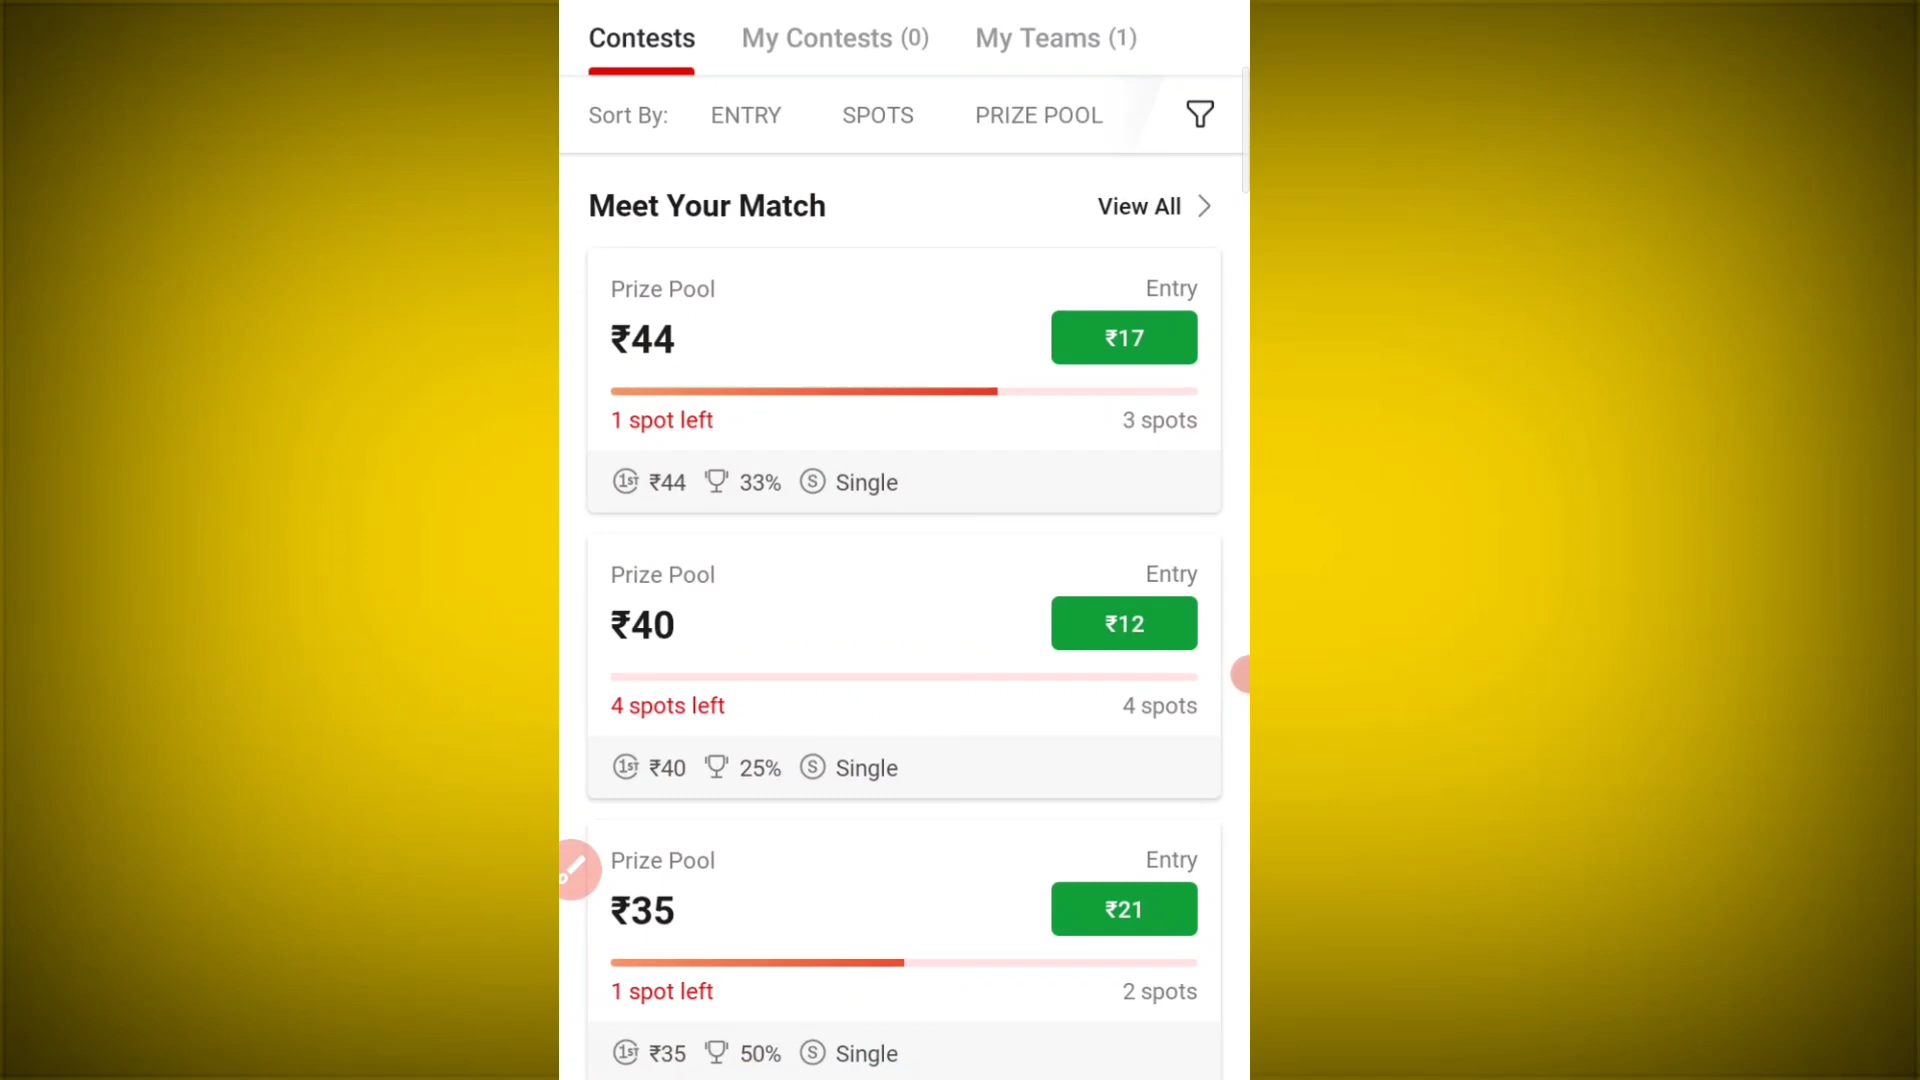 Contests My Contests (0) My Teams (1)
Sort By: ENTRY SPOTS PRIZE POOL
Meet Your Match View All
Prize Pool Entry
₹44 ₹17
1 spot left 3 spots
1ST ₹44 33% S Single
Prize Pool Entry
₹40 ₹12
4 spots left 4 spots
1ST ₹40 25% S Single
Prize Pool Entry
₹35 ₹21
1 spot left 2 spots
1ST ₹35 50% S Single